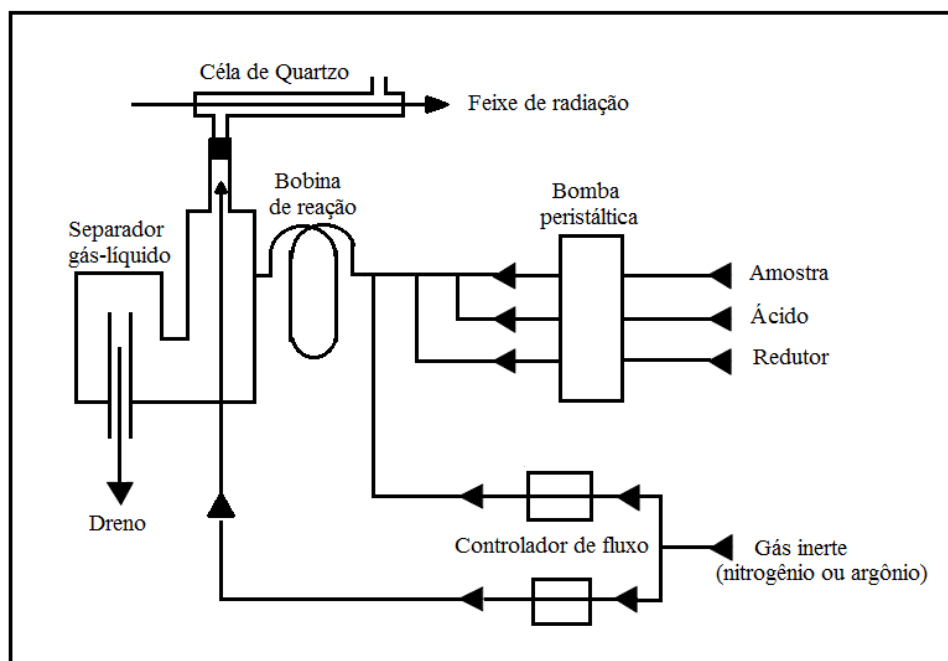 Céla de Quartzo
Feixe de radiação
Bobina
de reação
Bomba
peristáltica
Separador
gás-líquido
Amostra
Ácido
Redutor
Dreno
Controlador de fluxo
Gás inerte
(nitrogênio ou argônio)